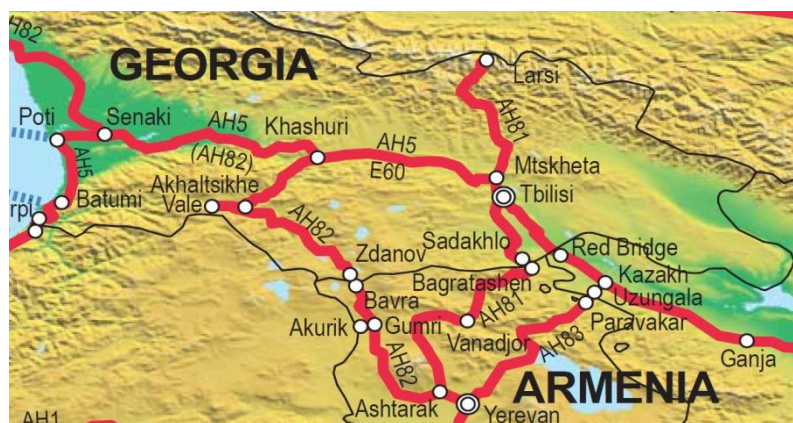 AH82
GEORGIA
Larsi
Poti
Senaki
AH5
Khashuri
AH81
(AH82)
AH5
E60
Mtskheta
AH5
Batumi
Akhaltsikhe
Vale
Tbilisi
rpi
AH82
Sadakhlo
Red Bridge
Zdanov
Bagratashen
Kazakh
Bavra
Uzungala
AH81
Paravakar
Akurik
Gumri
Vanadjor
AH83
Ganja
AH82
ARMENIA
Ashtarak
AH1
Yerevan